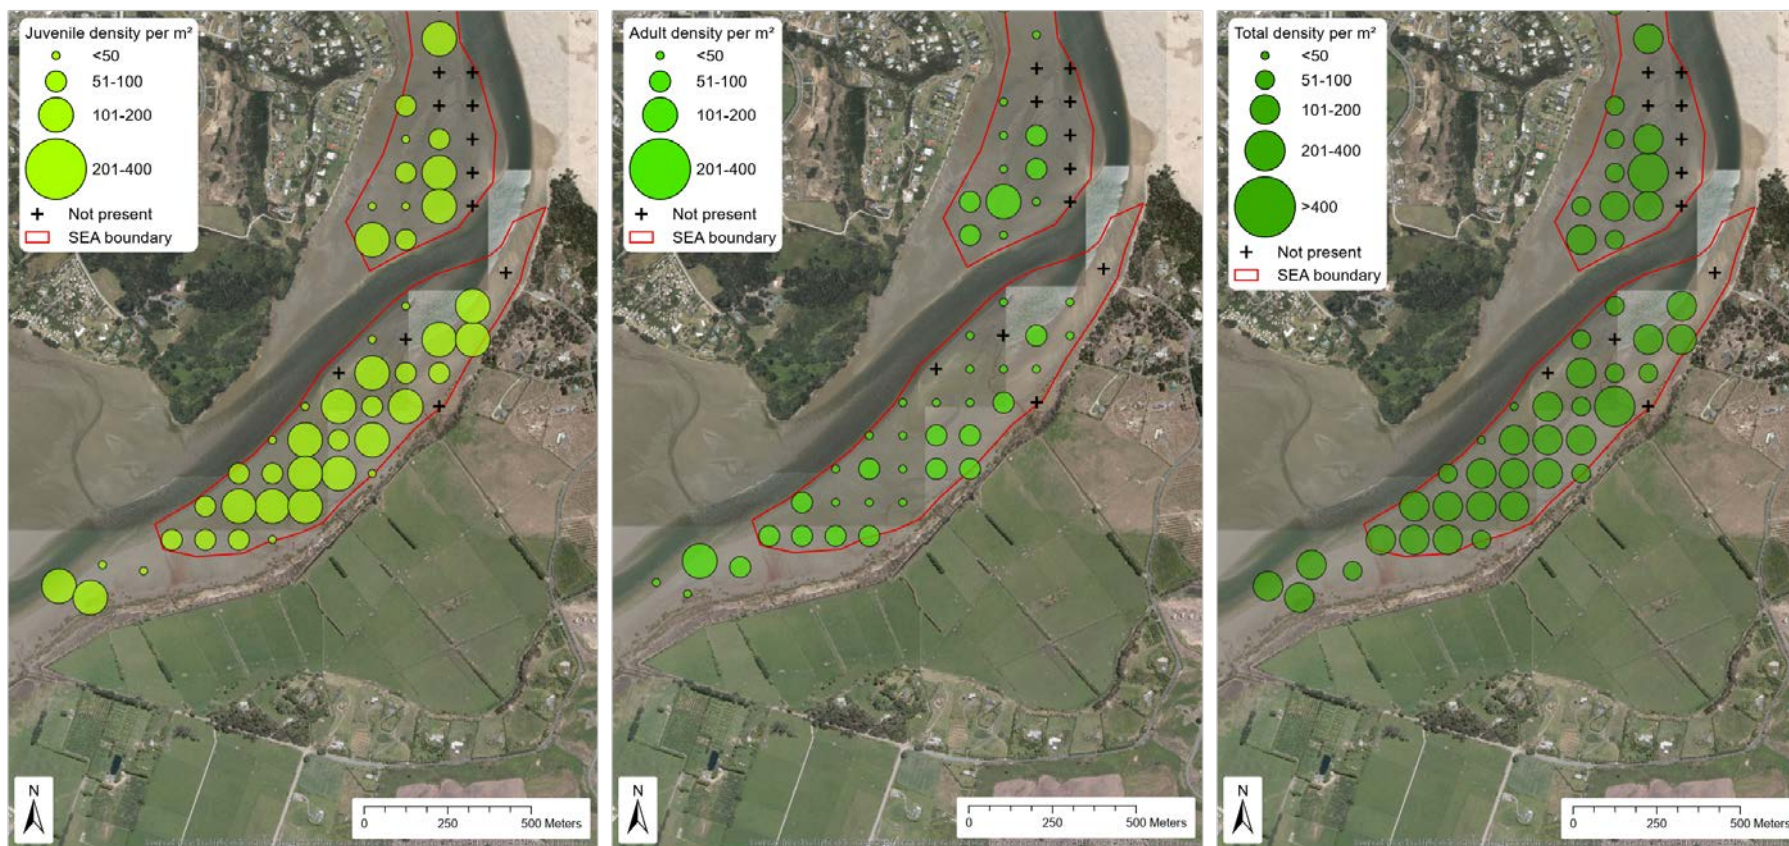 Juvenile density per m²
<50
51-100
101-200
201-400
Not present
SEA boundary
N
0 250 500 Meters
Adult density per m²
<50
51-100
101-200
201-400
Not present
SEA boundary
N
0 250 500 Meters
Total density per m²
<50
51-100
101-200
201-400
>400
Not present
SEA boundary
N
0 250 500 Meters